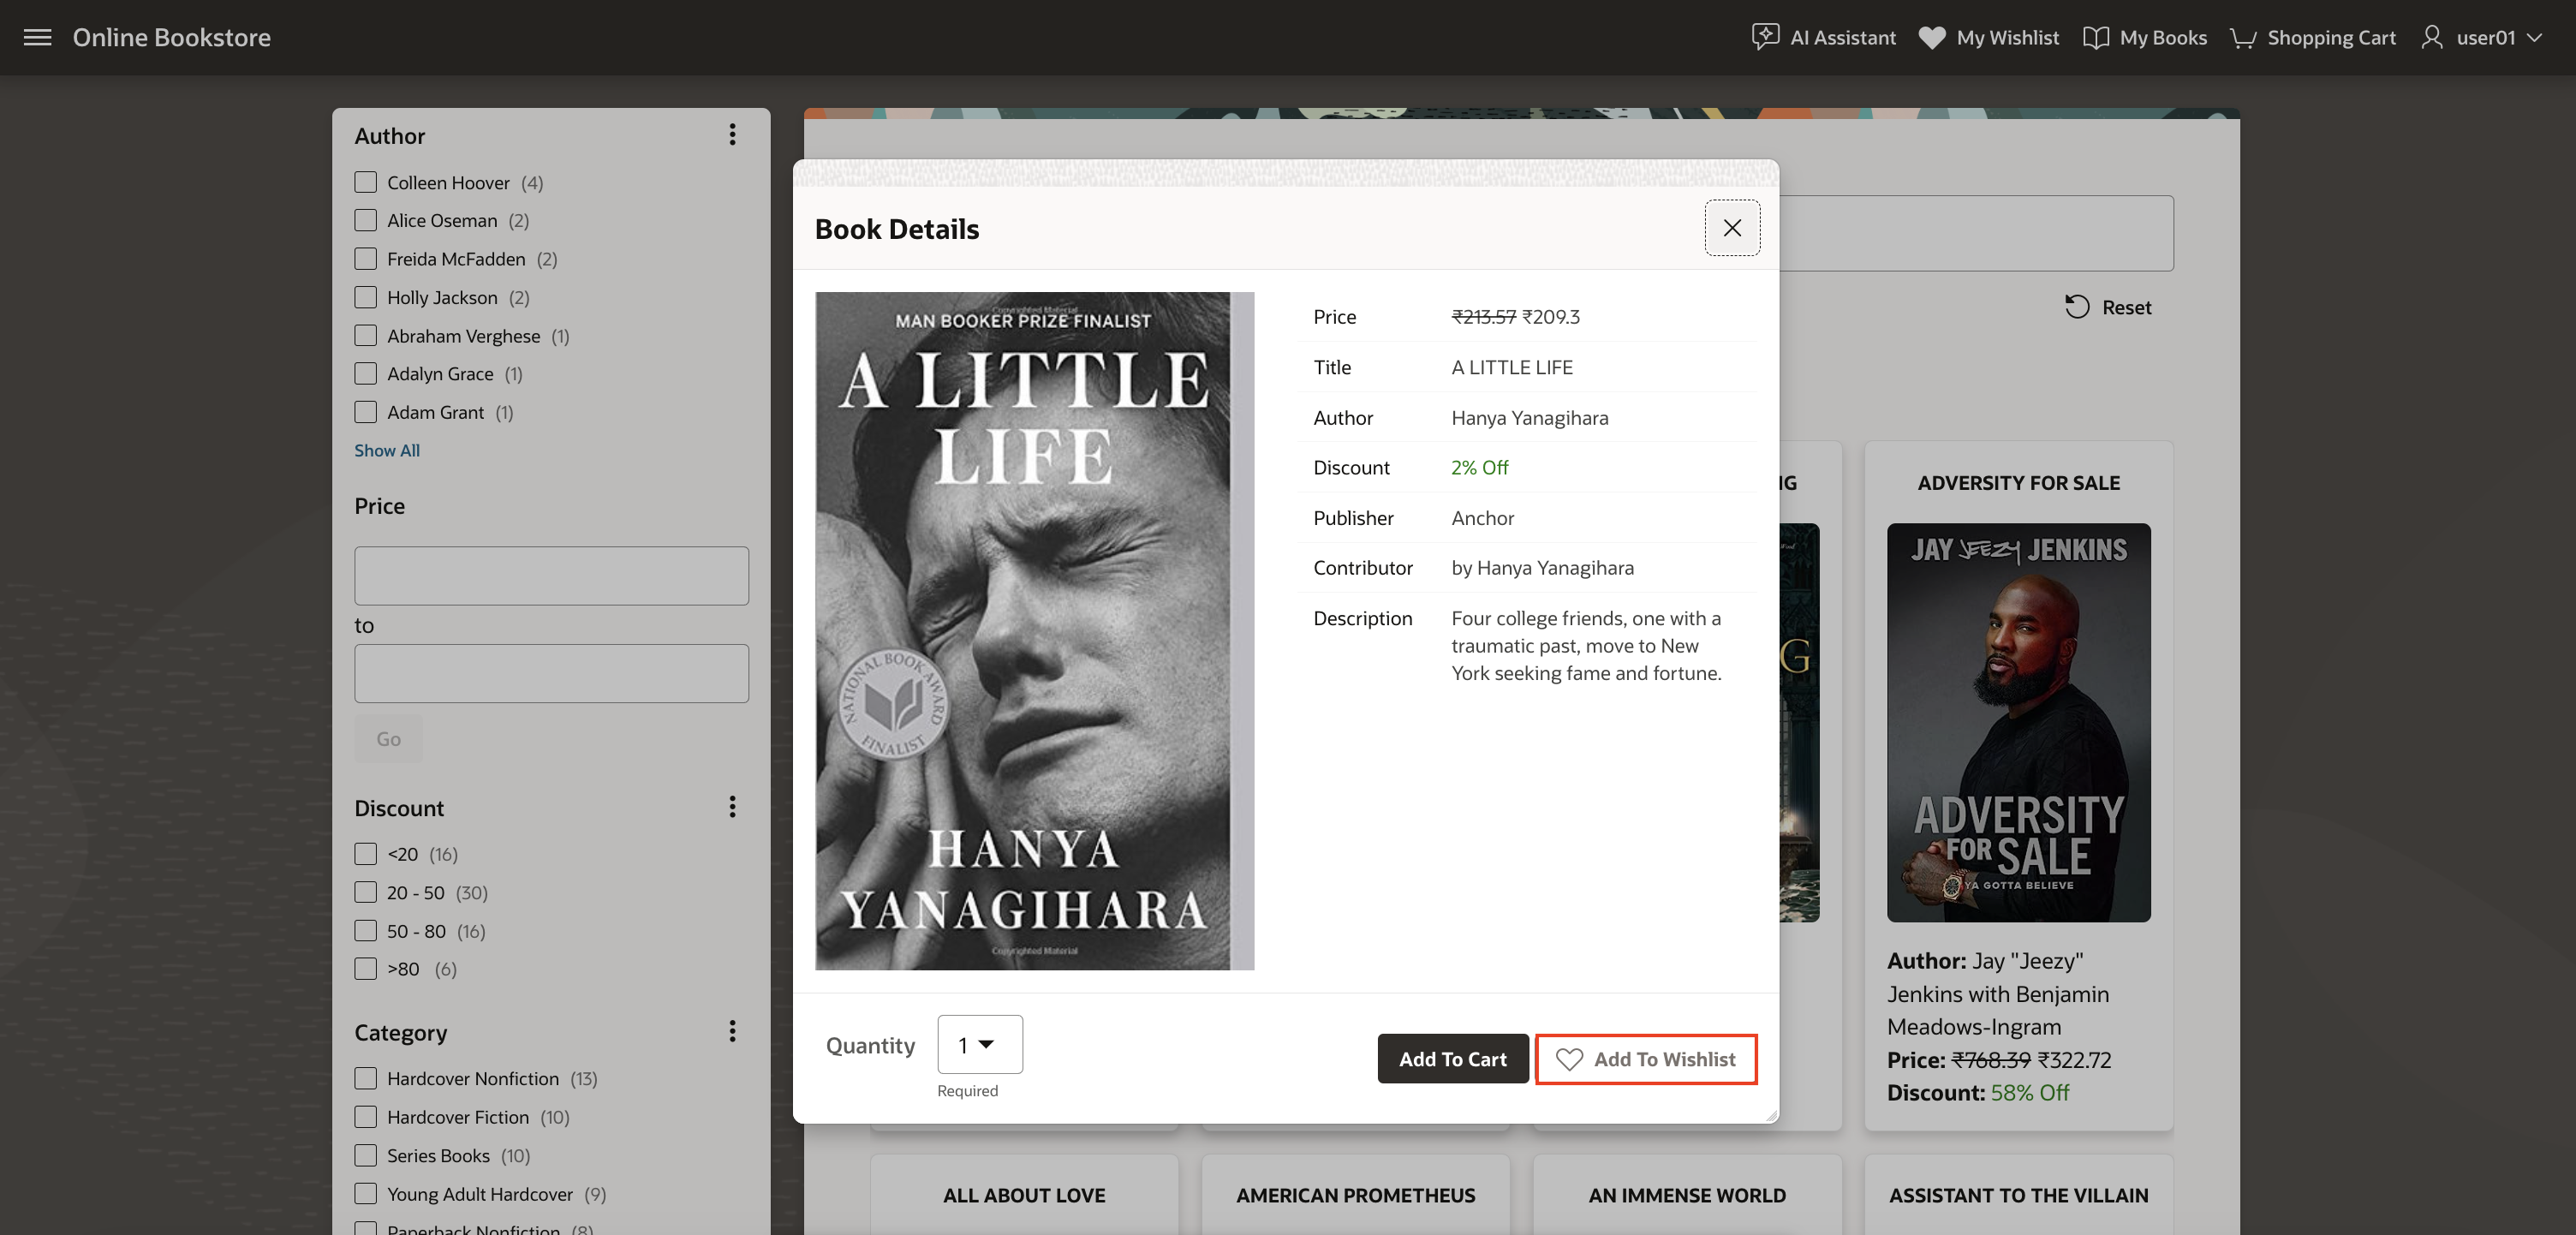 Online Bookstore
AI Assistant
My Wishlist
My Books
Shopping Cart
user01
Author
Colleen Hoover (4)
Alice Oseman (2)
Freida McFadden (2)
Holly Jackson (2)
Abraham Verghese (1)
Adalyn Grace (1)
Adam Grant (1)
Show All
Price
to
Go
Discount
<20 (16)
20 - 50 (30)
50 - 80 (16)
>80 (6)
Category
Hardcover Nonfiction (13)
Hardcover Fiction (10)
Series Books (10)
Young Adult Hardcover (9)
Paperback Nonfiction (8)
Book Details
Copyrighted Material
MAN BOOKER PRIZE FINALIST
A LITTLE
LIFE
NATIONAL BOOK AWARD
FINALIST
HANYA
YANAGIHARA
Copyrighted Material
Price ₹213.57 ₹209.3
Title A LITTLE LIFE
Author Hanya Yanagihara
Discount 2% Off
Publisher Anchor
Contributor by Hanya Yanagihara
Description Four college friends, one with a
traumatic past, move to New
York seeking fame and fortune.
Quantity 1
Required
Add To Cart
Add To Wishlist
Reset
NG
G
ADVERSITY FOR SALE
JAY JEEZY JENKINS
ADVERSITY
FOR SALE
YA GOTTA BELIEVE
Author: Jay "Jeezy"
Jenkins with Benjamin
Meadows-Ingram
Price: ₹768.39 ₹322.72
Discount: 58% Off
ALL ABOUT LOVE
AMERICAN PROMETHEUS
AN IMMENSE WORLD
ASSISTANT TO THE VILLAIN